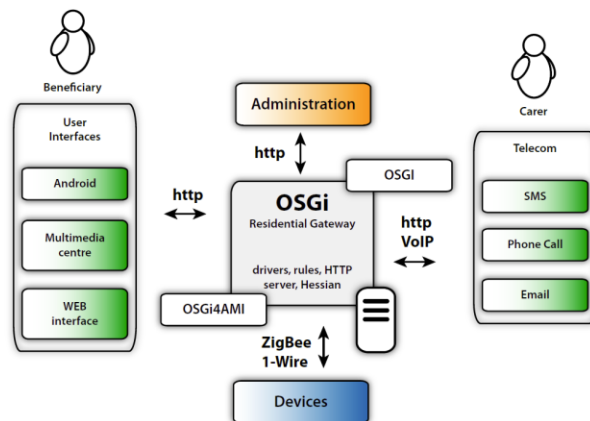 Beneficiary
User
Interfaces
Android
Multimedia
centre
WEB
interface
Administration
http
http
OSGI
OSGi
Residential Gateway
drivers, rules, HTTP
server, Hessian
OSGi4AMI
http
VoIP
ZigBee
1-Wire
Devices
Carer
Telecom
SMS
Phone Call
Email